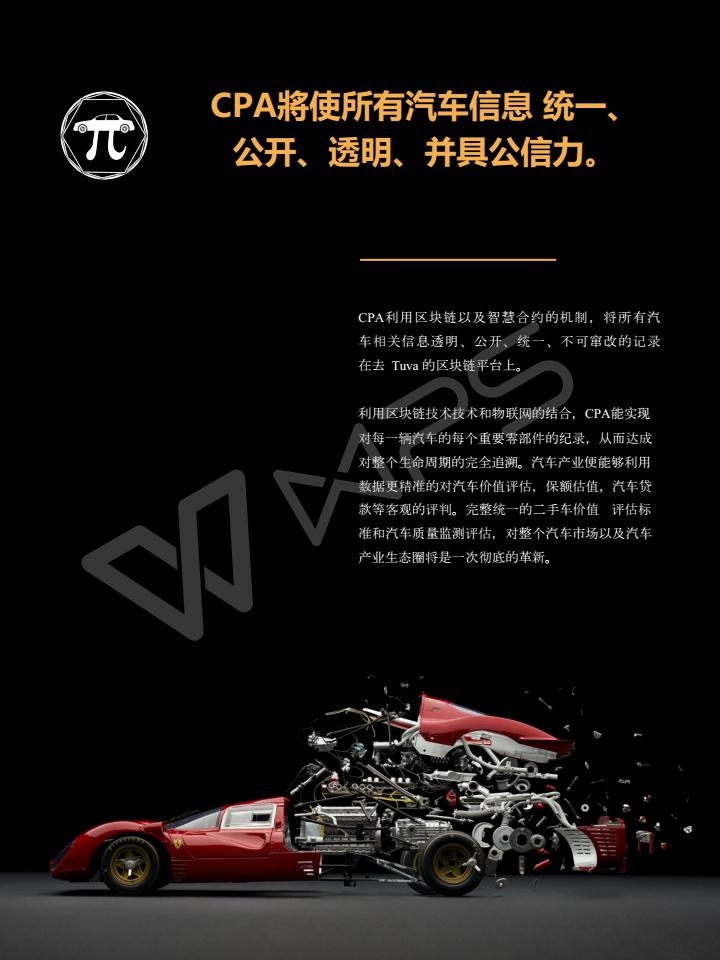 CPA將使所有汽车信息 统一、
公开、透明、并具公信力。
CPA利用区块链以及智慧合约的机制，将所有汽
车相关信息透明、公开、统一、不可窜改的记录
在去 Tuva 的区块链平台上。
利用区块链技术技术和物联网的结合，CPA能实现
对每一辆汽车的每个重要零部件的纪录，从而达成
对整个生命周期的完全追溯。汽车产业便能够利用
数据更精准的对汽车价值评估，保额估值，汽车贷
款等客观的评判。完整统一的二手车价值 评估标
准和汽车质量监测评估，对整个汽车市场以及汽车
产业生态圈将是一次彻底的革新。
WPS